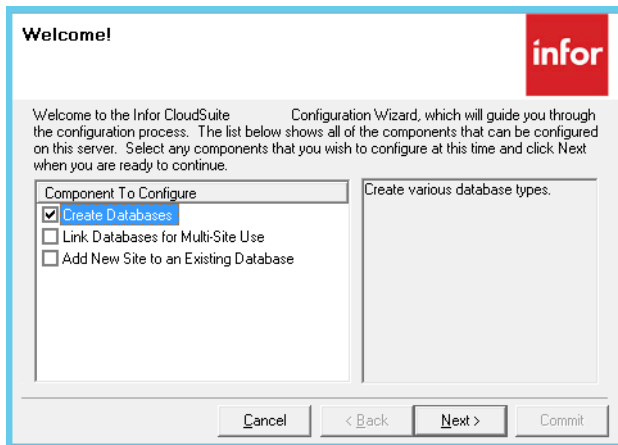 Welcome!
infor
Welcome to the Infor CloudSuite Configuration Wizard, which will guide you through
the configuration process. The list below shows all of the components that can be configured
on this server. Select any components that you wish to configure at this time and click Next
when you are ready to continue.
Component To Configure
Create Databases
Link Databases for Multi-Site Use
Add New Site to an Existing Database
Create various database types.
Cancel
< Back
Next >
Commit